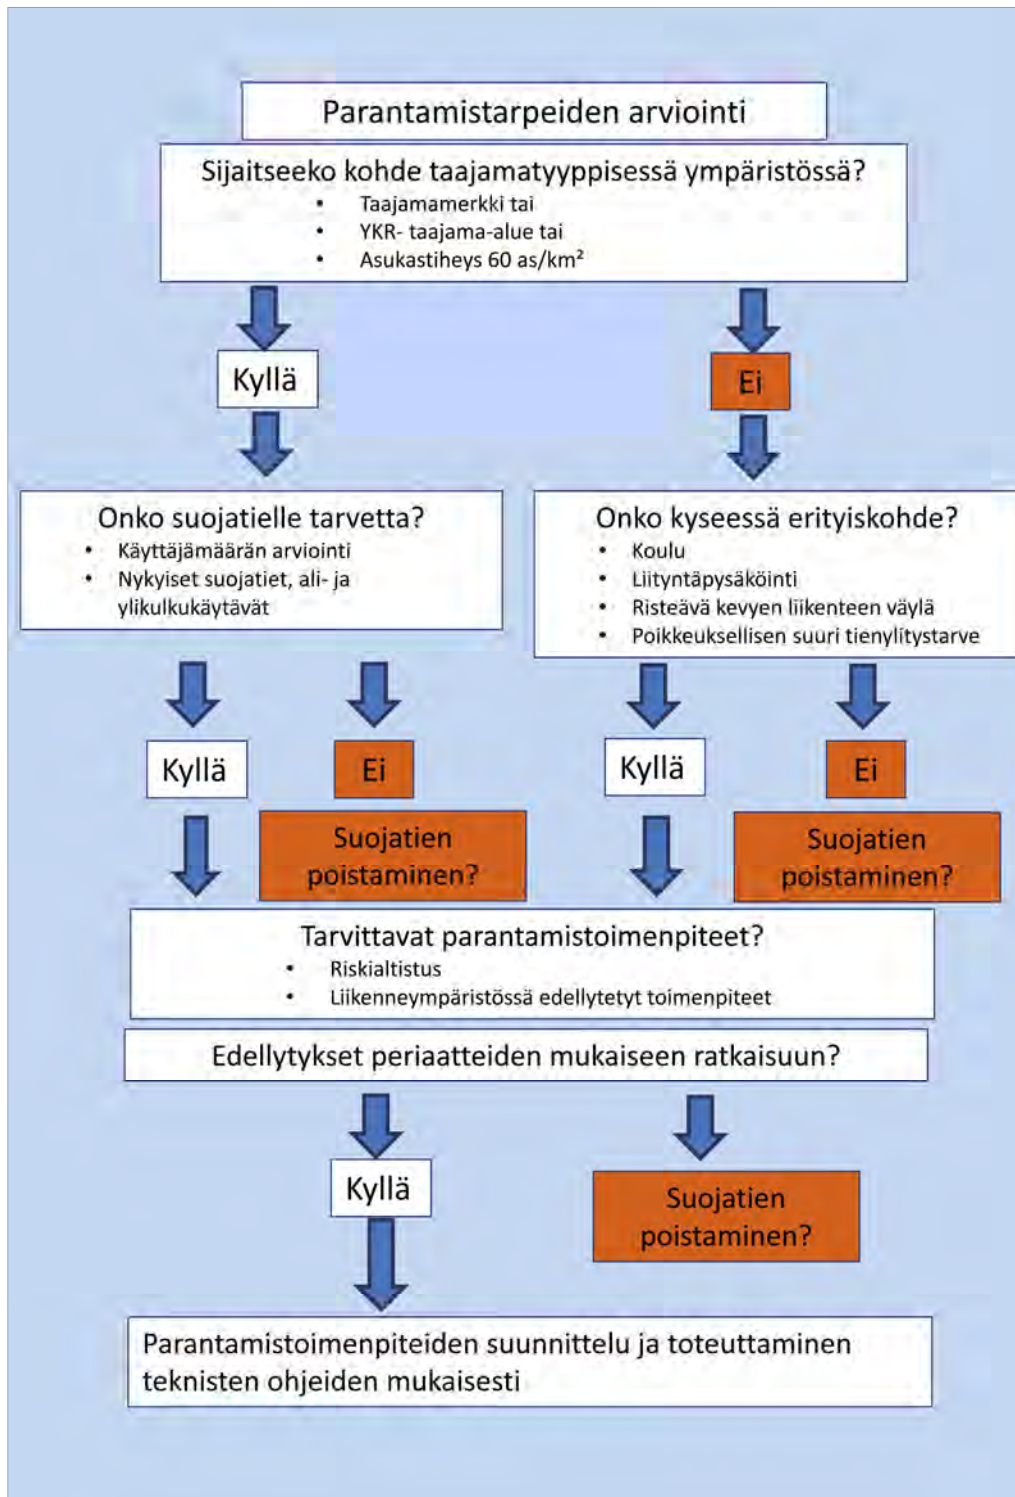 Parantamistarpeiden arviointi
Sijaitseeko kohde taajamatyyppisessä ympäristössä?
• Taajamamerkki tai
• YKR- taajama-alue tai
• Asukastiheys 60 as/km²
Kyllä
Ei
Onko suojatielle tarvetta?
• Käyttäjämäärän arviointi
• Nykyiset suojatiet, ali- ja
ylikulkukäytävät
Onko kyseessä erityiskohde?
• Koulu
• Liityntäpysäköinti
• Risteävä kevyen liikenteen väylä
• Poikkeuksellisen suuri tienylitystarve
Kyllä
Ei
Kyllä
Ei
Suojatien
poistaminen?
Suojatien
poistaminen?
Tarvittavat parantamistoimenpiteet?
• Riskialtistus
• Liikenneympäristössä edellytetyt toimenpiteet
Edellytykset periaatteiden mukaiseen ratkaisuun?
Kyllä
Suojatien
poistaminen?
Parantamistoimenpiteiden suunnittelu ja toteuttaminen
teknisten ohjeiden mukaisesti